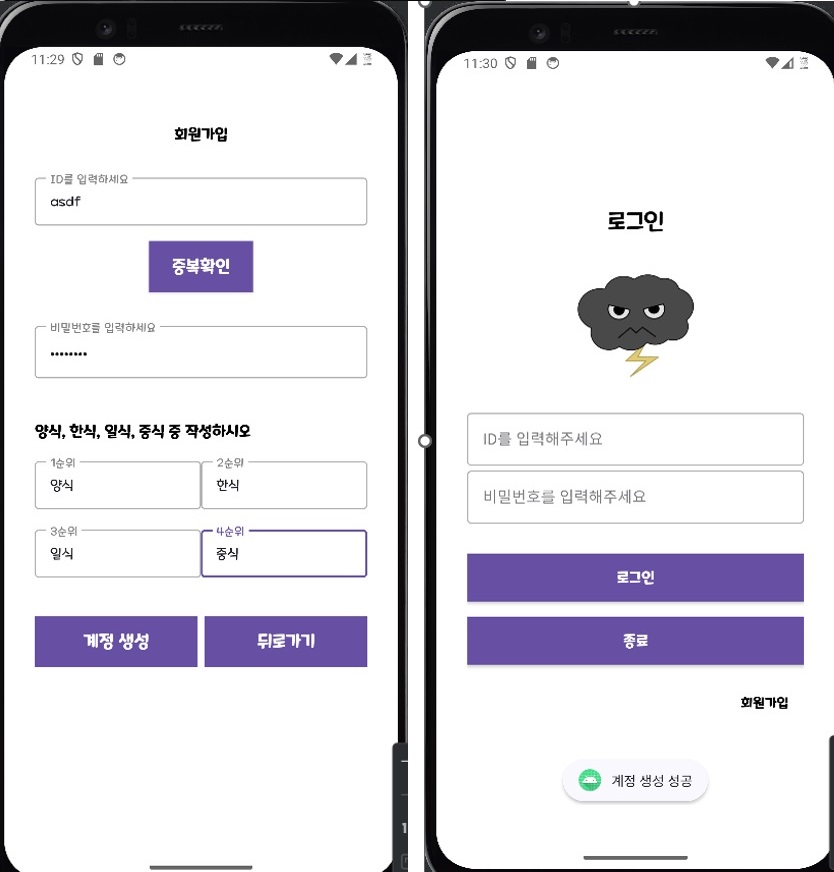 11:29
회원가입
ID를 입력하세요
asdf
중복확인
비밀번호를 입력하세요
••••••••
양식, 한식, 일식, 중식 중 작성하시오
1순위
양식
2순위
한식
3순위
일식
4순위
중식
계정 생성
뒤로가기
11:30
로그인
ID를 입력해주세요
비밀번호를 입력해주세요
로그인
종료
회원가입
계정 생성 성공